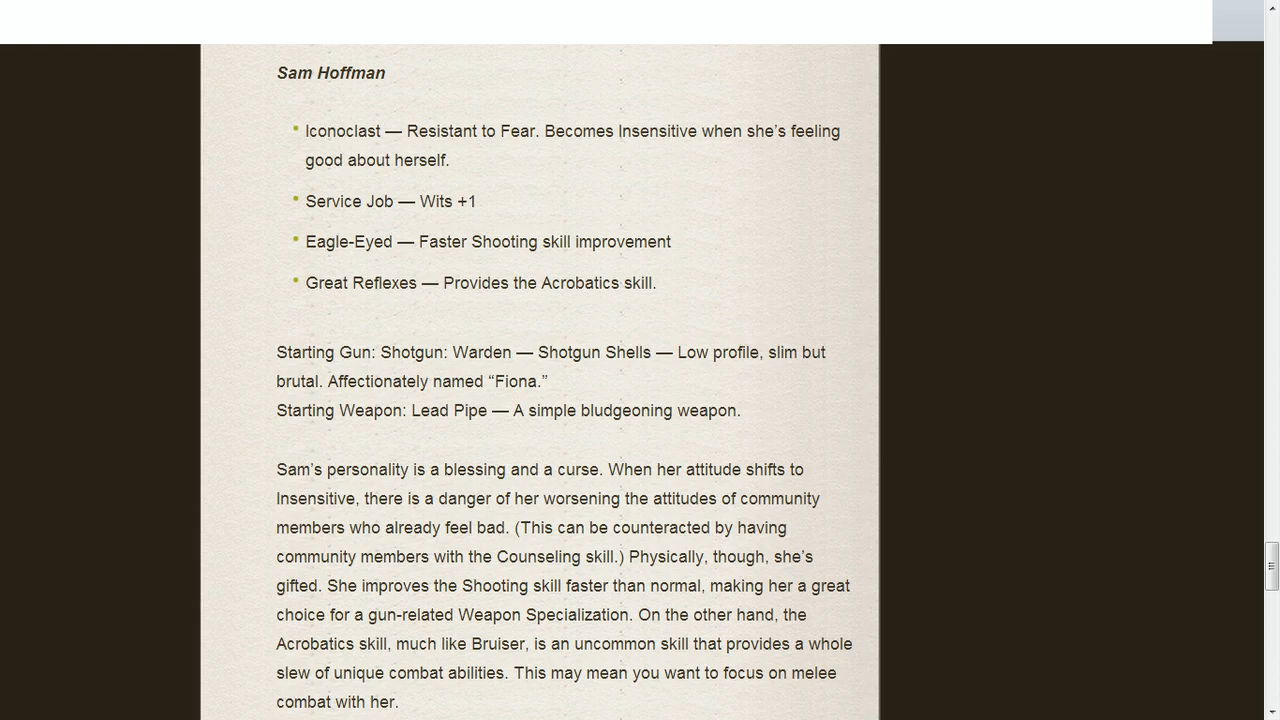 Sam Hoffman
• Iconoclast — Resistant to Fear. Becomes Insensitive when she’s feeling
good about herself.
• Service Job — Wits +1
• Eagle-Eyed — Faster Shooting skill improvement
• Great Reflexes — Provides the Acrobatics skill.
Starting Gun: Shotgun: Warden — Shotgun Shells — Low profile, slim but
brutal. Affectionately named “Fiona.”
Starting Weapon: Lead Pipe — A simple bludgeoning weapon.
Sam’s personality is a blessing and a curse. When her attitude shifts to
Insensitive, there is a danger of her worsening the attitudes of community
members who already feel bad. (This can be counteracted by having
community members with the Counseling skill.) Physically, though, she’s
gifted. She improves the Shooting skill faster than normal, making her a great
choice for a gun-related Weapon Specialization. On the other hand, the
Acrobatics skill, much like Bruiser, is an uncommon skill that provides a whole
slew of unique combat abilities. This may mean you want to focus on melee
combat with her.